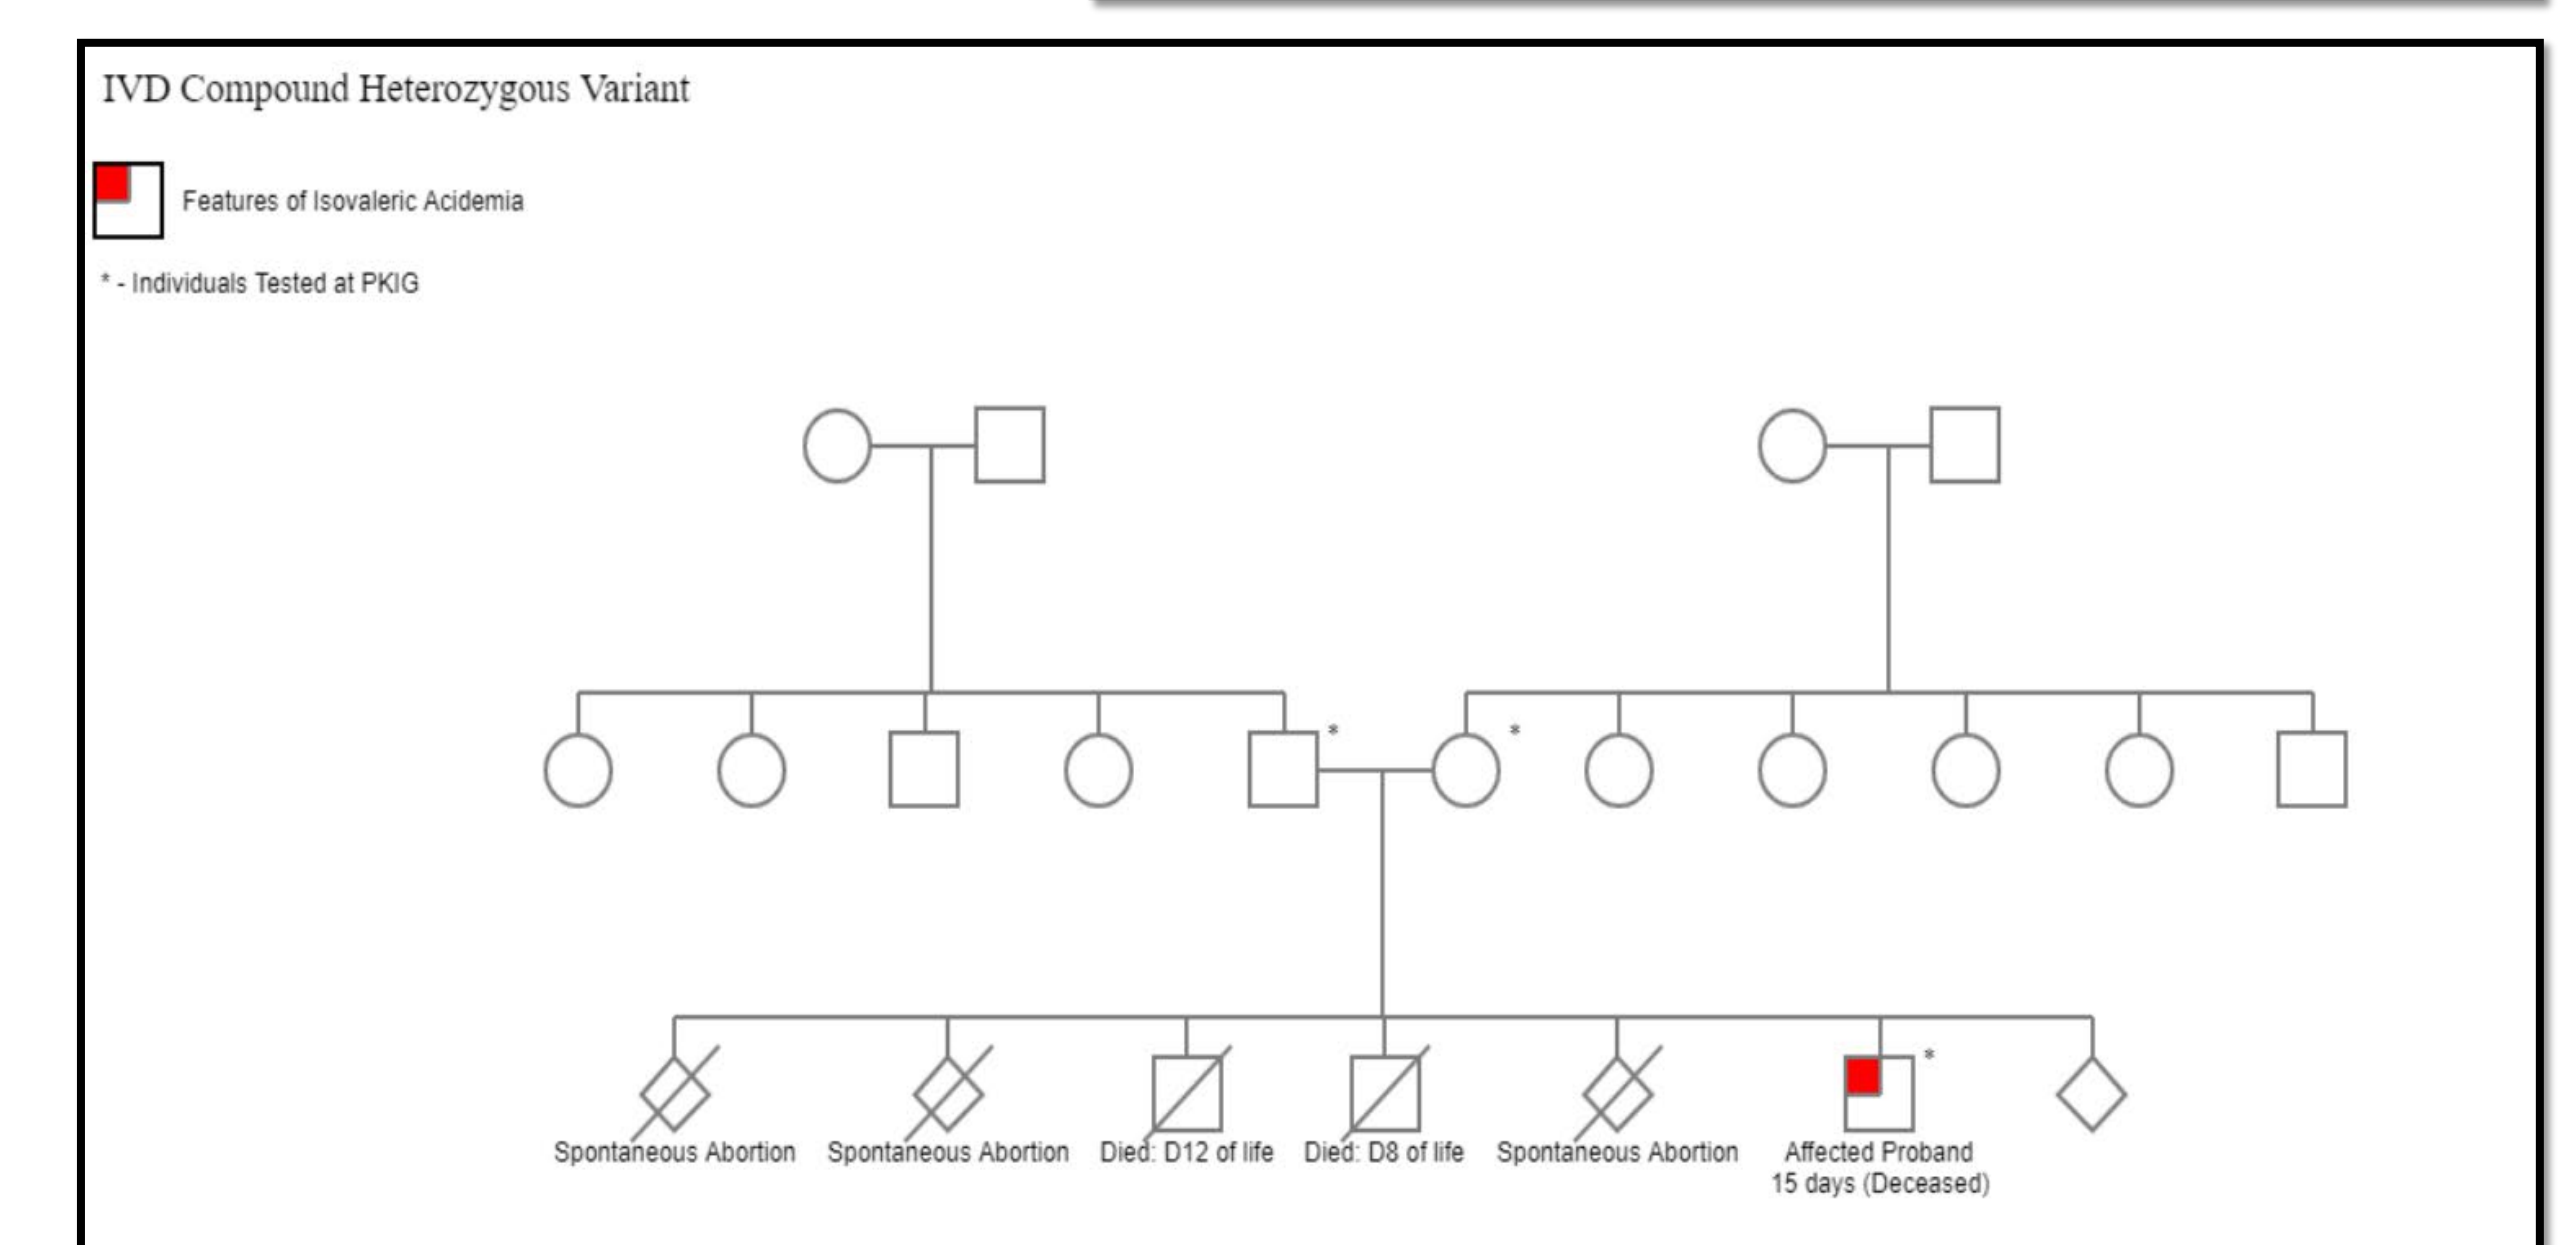 IVD Compound Heterozygous Variant
Features of Isovaleric Acidemia
* - Individuals Tested at PKIG
*
*
*
Spontaneous Abortion
Spontaneous Abortion
Died: D12 of life
Died: D8 of life
Spontaneous Abortion
Affected Proband
15 days (Deceased)